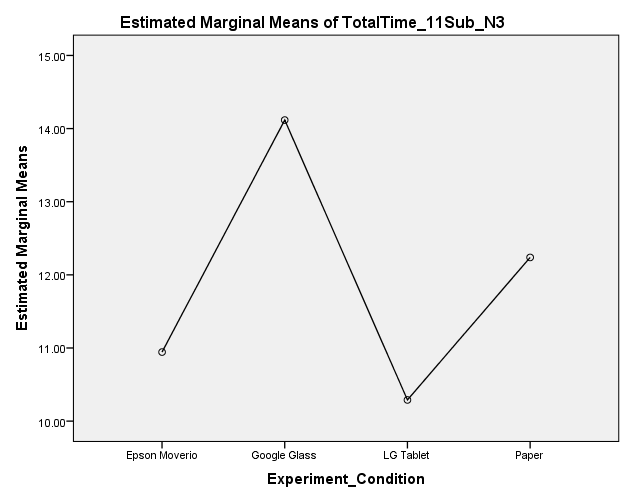 Estimated Marginal Means of TotalTime_11Sub_N3
Estimated Marginal Means
15.00
14.00
13.00
12.00
11.00
10.00
Epson Moverio
Google Glass
LG Tablet
Paper
Experiment_Condition